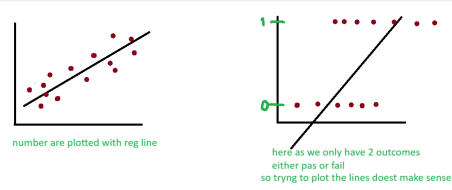 1
0
number are plotted with reg line
here as we only have 2 outcomes
either pas or fail
so tryng to plot the lines doest make sense